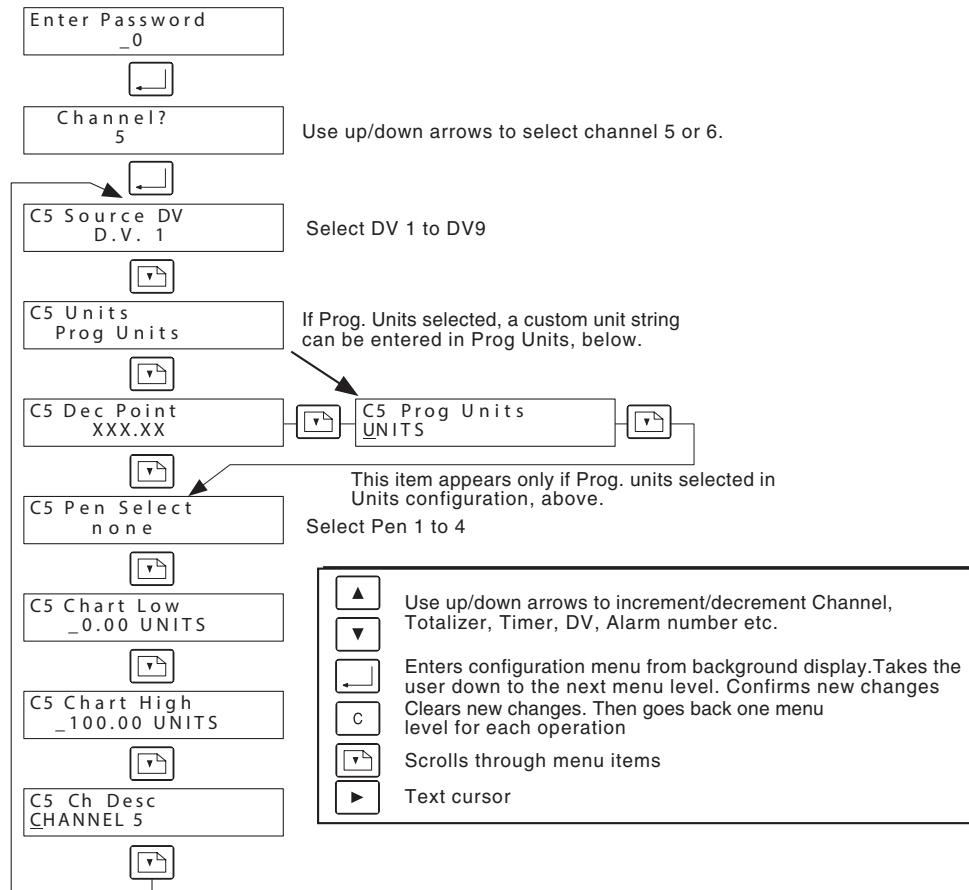 Enter Password
_0
Channel?
5
Use up/down arrows to select channel 5 or 6.
C5 Source DV
D.V. 1
Select DV 1 to DV9
C5 Units
Prog Units
If Prog. Units selected, a custom unit string
can be entered in Prog Units, below.
C5 Dec Point
XXX.XX
C5 Prog Units
UNITS
This item appears only if Prog. units selected in
Units configuration, above.
C5 Pen Select
none
Select Pen 1 to 4
C5 Chart Low
_0.00 UNITS
C5 Chart High
_100.00 UNITS
C5 Ch Desc
CHANNEL 5
Use up/down arrows to increment/decrement Channel,
Totalizer, Timer, DV, Alarm number etc.
Enters configuration menu from background display.Takes the
user down to the next menu level. Confirms new changes
C
Clears new changes. Then goes back one menu
level for each operation
Scrolls through menu items
Text cursor